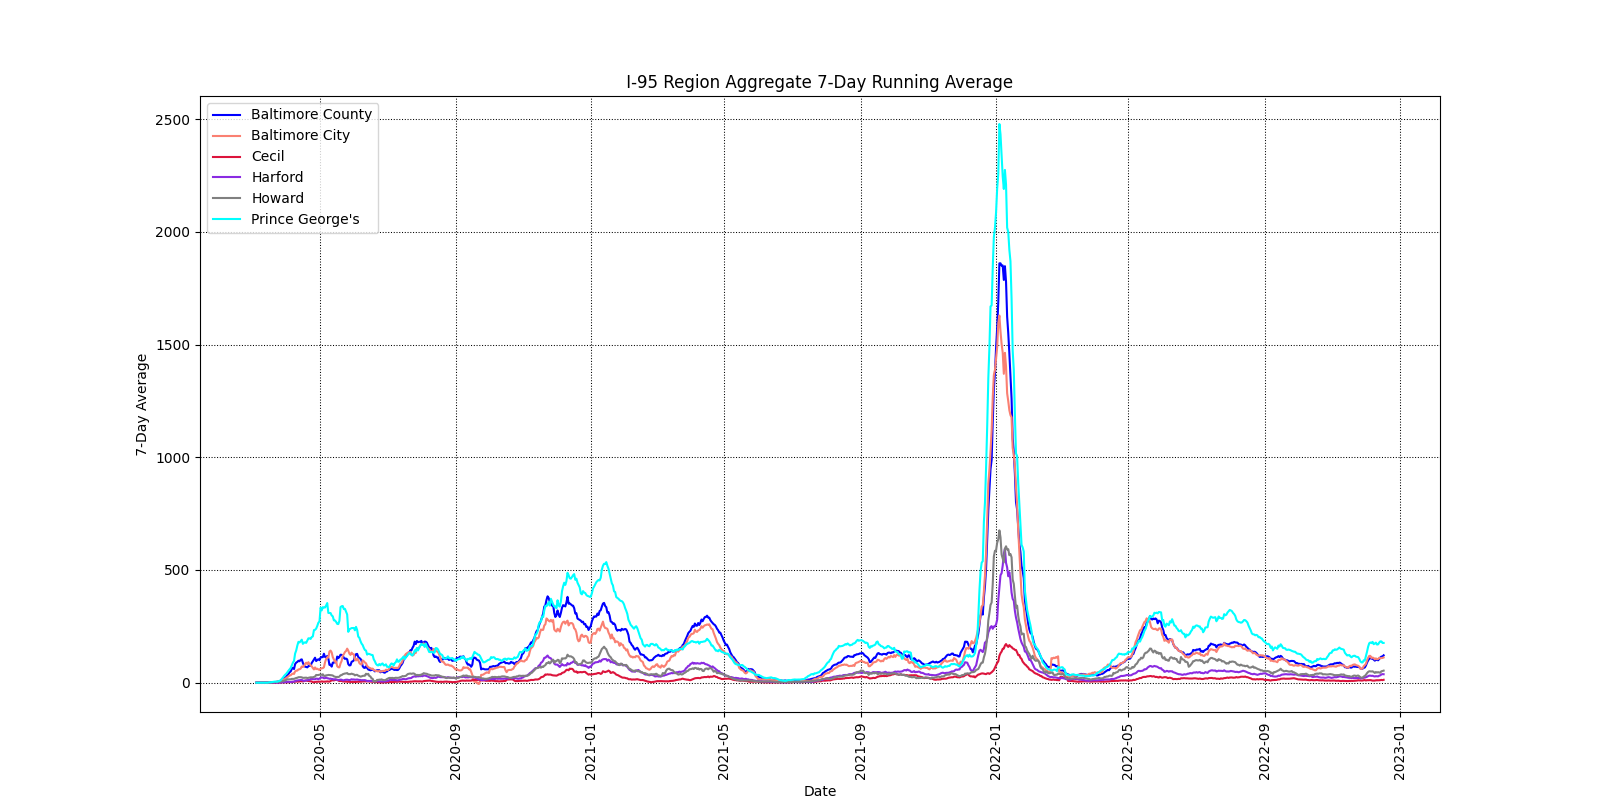 I-95 Region Aggregate 7-Day Running Average
Baltimore County
Baltimore City
Cecil
Harford
Howard
Prince George's
2500
2000
1500
1000
500
0
7-Day Average
2020-05
2020-09
2021-01
2021-05
2021-09
2022-01
2022-05
2022-09
2023-01
Date